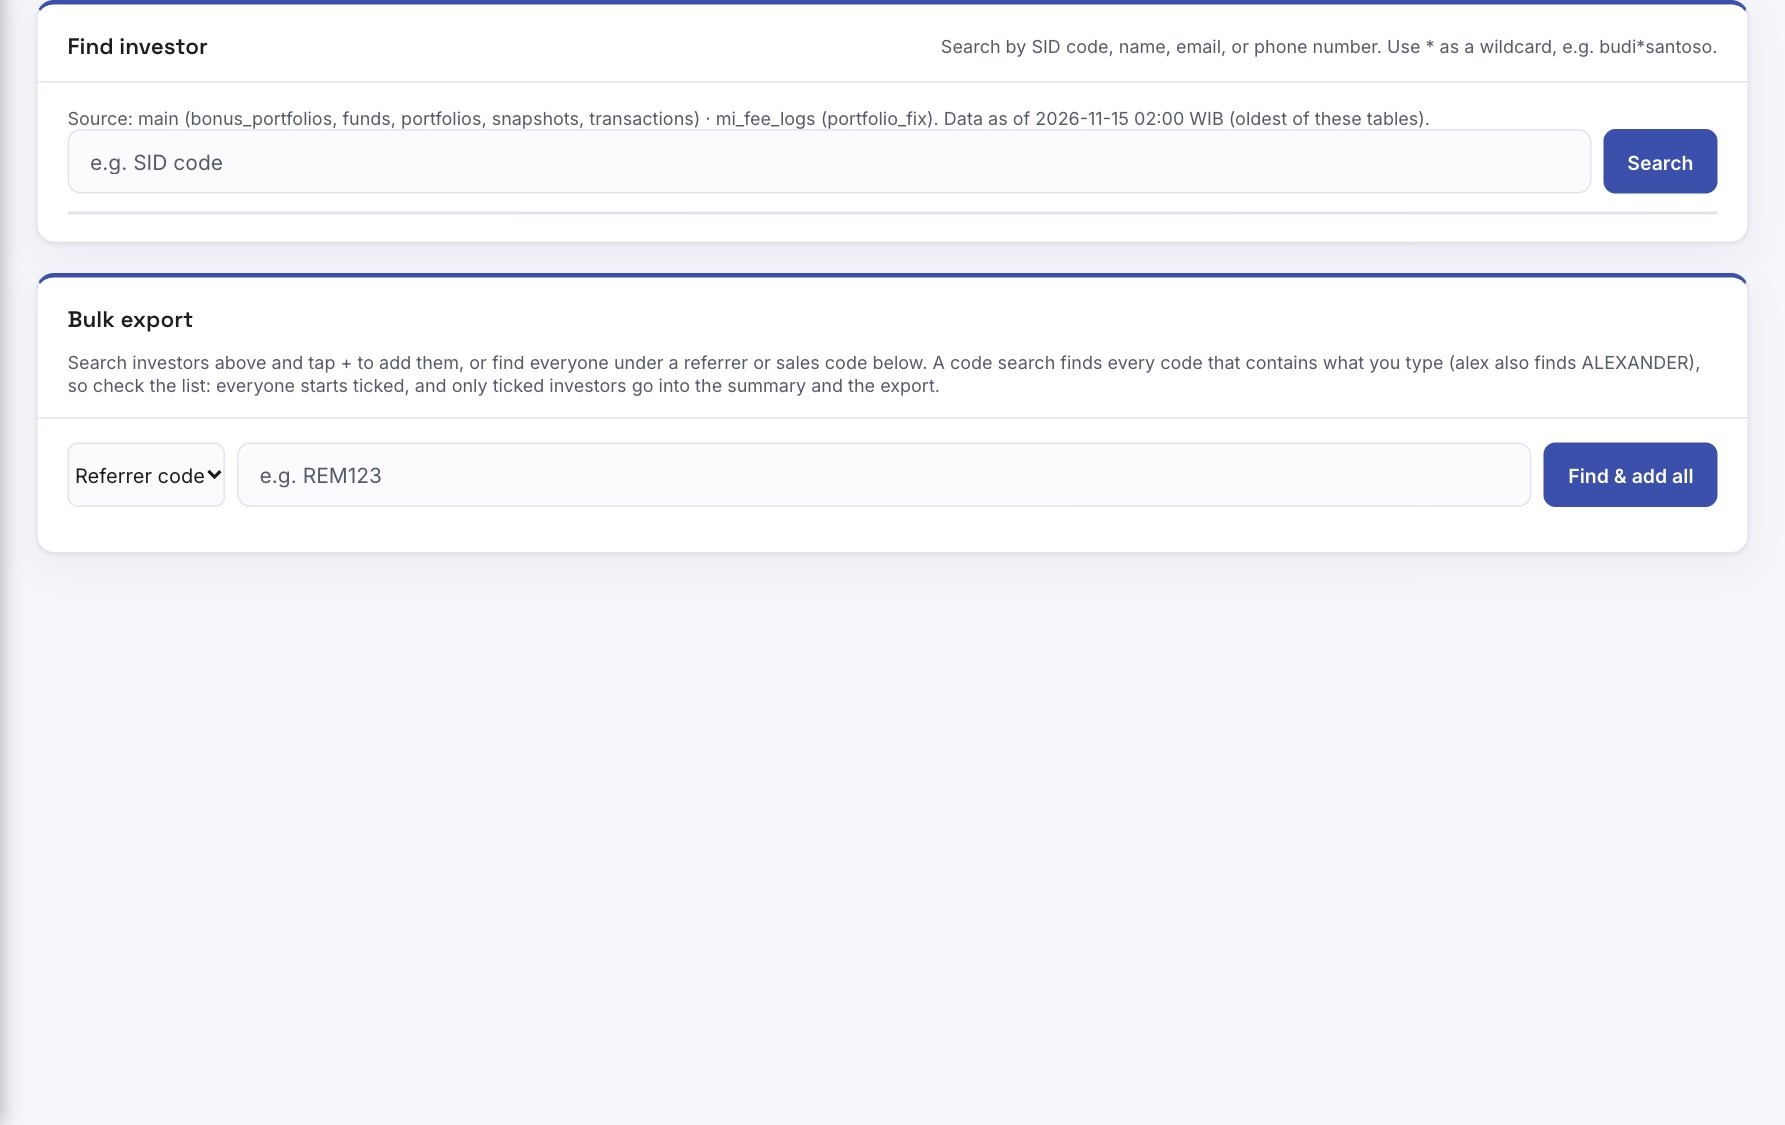 Find investor
Search by SID code, name, email, or phone number. Use * as a wildcard, e.g. budi*santoso.
Source: main (bonus_portfolios, funds, portfolios, snapshots, transactions) · mi_fee_logs (portfolio_fix). Data as of 2026-11-15 02:00 WIB (oldest of these tables).
e.g. SID code
Search
Bulk export
Search investors above and tap + to add them, or find everyone under a referrer or sales code below. A code search finds every code that contains what you type (alex also finds ALEXANDER),
so check the list: everyone starts ticked, and only ticked investors go into the summary and the export.
Referrer code
e.g. REM123
Find & add all